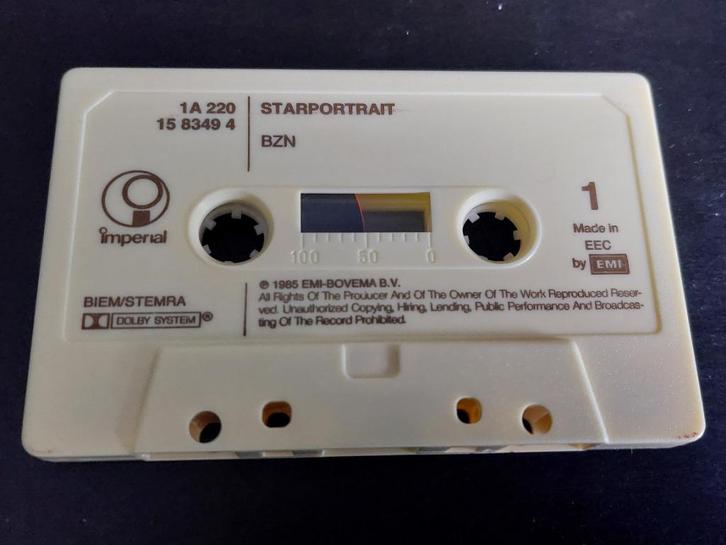 1A 220
15 8349 4
STARPORTRAIT
BZN
imperial
1
Made in
EEC
by EMI
100 50 0
BIEM/STEMRA
DOLBY SYSTEM®
℗ 1985 EMI-BOVEMA B.V.
All Rights Of The Producer And Of The Owner Of The Work Reproduced Reser-
ved. Unauthorized Copying, Hiring, Lending, Public Performance And Broadcas-
ting Of The Record Prohibited.